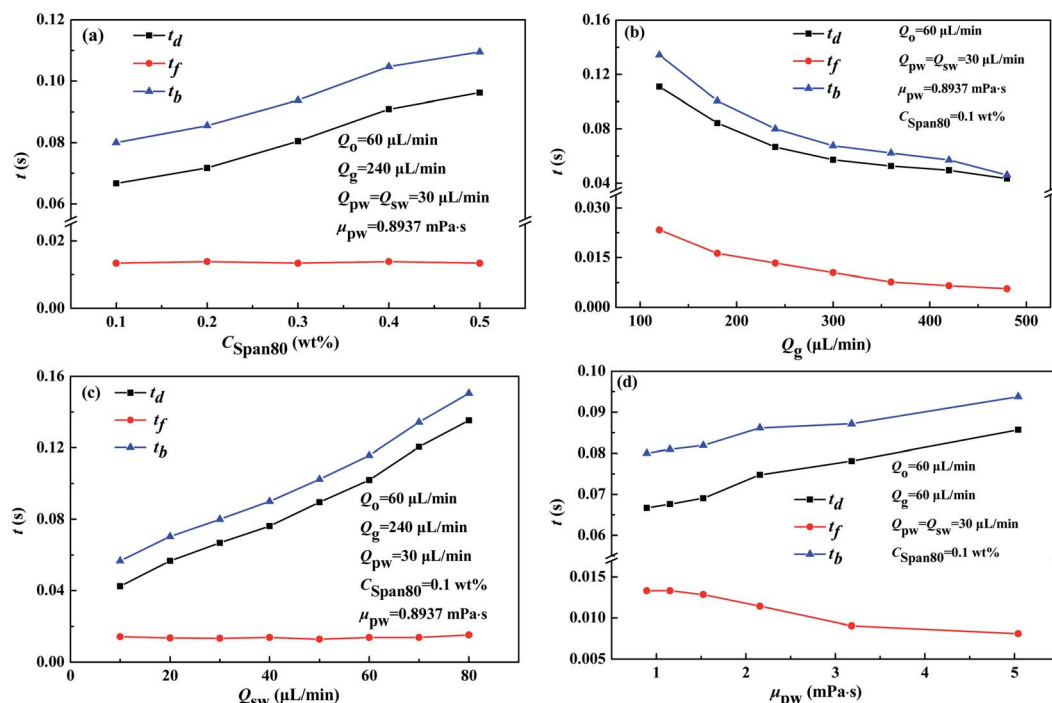 (a)
t_d
t_f
t_b
Q_o=60 μL/min
Q_g=240 μL/min
Q_pw=Q_sw=30 μL/min
μ_pw=0.8937 mPa·s
0.12
0.10
0.08
0.06
0.02
0.00
t (s)
0.1 0.2 0.3 0.4 0.5
C_Span80 (wt%)
(b)
t_d
t_f
t_b
Q_o=60 μL/min
Q_pw=Q_sw=30 μL/min
μ_pw=0.8937 mPa·s
C_Span80=0.1 wt%
0.16
0.12
0.08
0.04
0.030
0.015
0.000
t (s)
100 200 300 400 500
Q_g (μL/min)
(c)
t_d
t_f
t_b
Q_o=60 μL/min
Q_g=240 μL/min
Q_pw=30 μL/min
C_Span80=0.1 wt%
μ_pw=0.8937 mPa·s
0.16
0.12
0.08
0.04
0.00
t (s)
0 10 20 30 40 50 60 70 80 90
Q_sw (μL/min)
(d)
t_d
t_f
t_b
Q_o=60 μL/min
Q_g=60 μL/min
Q_pw=Q_sw=30 μL/min
C_Span80=0.1 wt%
0.10
0.09
0.08
0.07
0.06
0.015
0.010
0.005
t (s)
1 2 3 4 5
μ_pw (mPa·s)